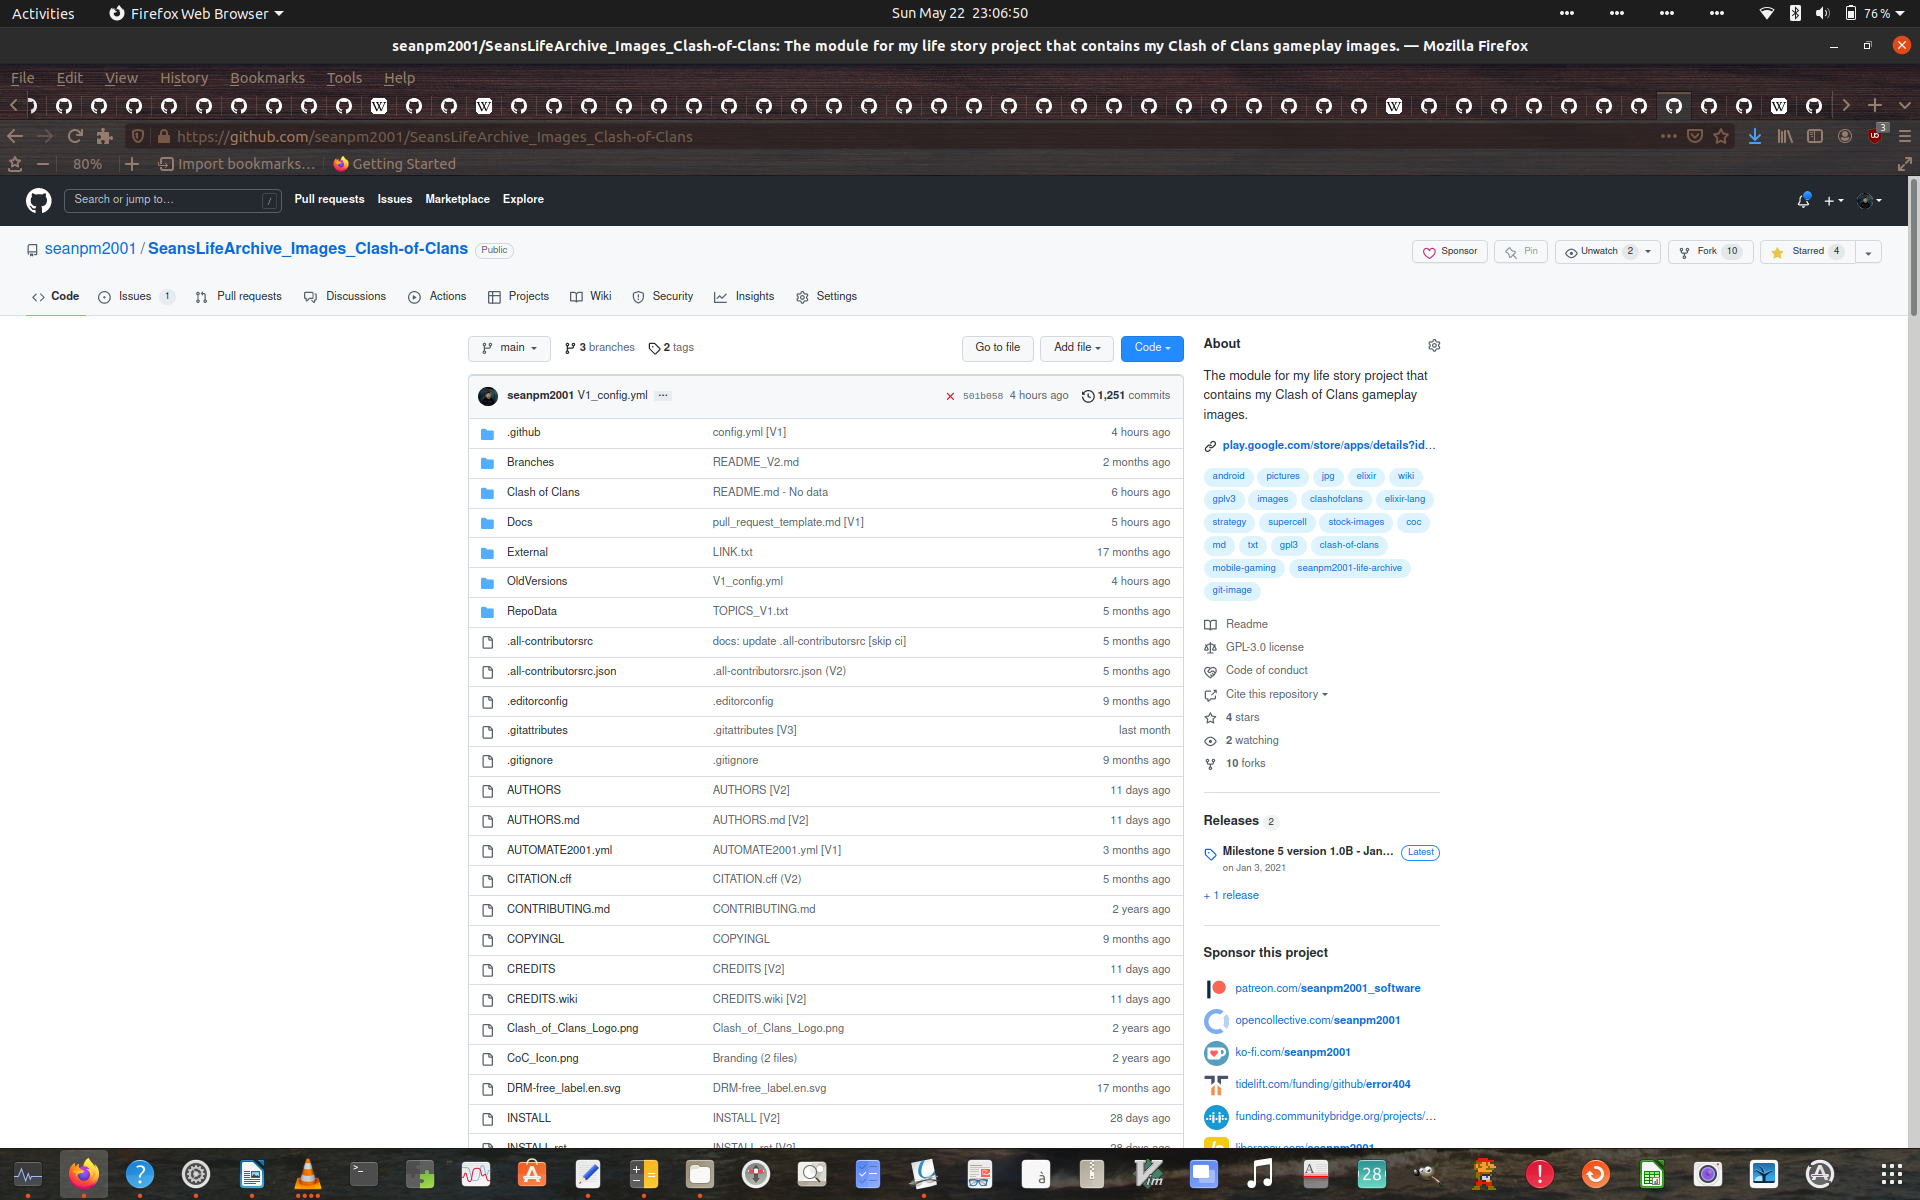 Activities Firefox Web Browser Sun May 22 23:06:50 76 %
seanpm2001/SeansLifeArchive_Images_Clash-of-Clans: The module for my life story project that contains my Clash of Clans gameplay images. — Mozilla Firefox
File Edit View History Bookmarks Tools Help
https://github.com/seanpm2001/SeansLifeArchive_Images_Clash-of-Clans 3
80% Import bookmarks... Getting Started
Search or jump to... / Pull requests Issues Marketplace Explore
seanpm2001 / SeansLifeArchive_Images_Clash-of-Clans Public Sponsor Pin Unwatch 2 Fork 10 Starred 4
Code Issues 1 Pull requests Discussions Actions Projects Wiki Security Insights Settings
main 3 branches 2 tags Go to file Add file Code
seanpm2001 V1_config.yml ... 501b058 4 hours ago 1,251 commits
.github config.yml [V1] 4 hours ago
Branches README_V2.md 2 months ago
Clash of Clans README.md - No data 6 hours ago
Docs pull_request_template.md [V1] 5 hours ago
External LINK.txt 17 months ago
OldVersions V1_config.yml 4 hours ago
RepoData TOPICS_V1.txt 5 months ago
.all-contributorsrc docs: update .all-contributorsrc [skip ci] 5 months ago
.all-contributorsrc.json .all-contributorsrc.json (V2) 5 months ago
.editorconfig .editorconfig 9 months ago
.gitattributes .gitattributes [V3] last month
.gitignore .gitignore 9 months ago
AUTHORS AUTHORS [V2] 11 days ago
AUTHORS.md AUTHORS.md [V2] 11 days ago
AUTOMATE2001.yml AUTOMATE2001.yml [V1] 3 months ago
CITATION.cff CITATION.cff (V2) 5 months ago
CONTRIBUTING.md CONTRIBUTING.md 2 years ago
COPYINGL COPYINGL 9 months ago
CREDITS CREDITS [V2] 11 days ago
CREDITS.wiki CREDITS.wiki [V2] 11 days ago
Clash_of_Clans_Logo.png Clash_of_Clans_Logo.png 2 years ago
CoC_Icon.png Branding (2 files) 2 years ago
DRM-free_label.en.svg DRM-free_label.en.svg 17 months ago
INSTALL INSTALL [V2] 28 days ago
INSTALL.rst INSTALL.rst [V2] 28 days ago
About
The module for my life story project that
contains my Clash of Clans gameplay
images.
play.google.com/store/apps/details?id...
android pictures jpg elixir wiki
gplv3 images clashofclans elixir-lang
strategy supercell stock-images coc
md txt gpl3 clash-of-clans
mobile-gaming seanpm2001-life-archive
git-image
Readme
GPL-3.0 license
Code of conduct
Cite this repository
4 stars
2 watching
10 forks
Releases 2
Milestone 5 version 1.0B - Jan... Latest
on Jan 3, 2021
+ 1 release
Sponsor this project
patreon.com/seanpm2001_software
opencollective.com/seanpm2001
ko-fi.com/seanpm2001
tidelift.com/funding/github/error404
funding.communitybridge.org/projects/...
liberapay.com/seanpm2001
28